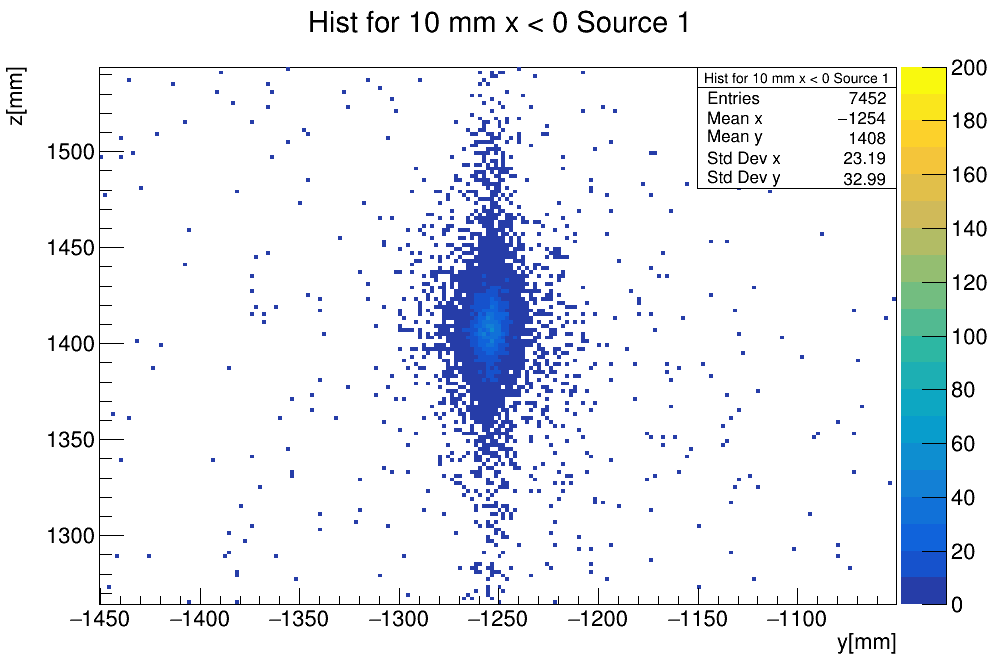 Hist for 10 mm x < 0 Source 1
z[mm]
Hist for 10 mm x < 0 Source 1
Entries 7452
Mean x −1254
Mean y 1408
Std Dev x 23.19
Std Dev y 32.99
1500
1450
1400
1350
1300
−1450 −1400 −1350 −1300 −1250 −1200 −1150 −1100
y[mm]
200
180
160
140
120
100
80
60
40
20
0